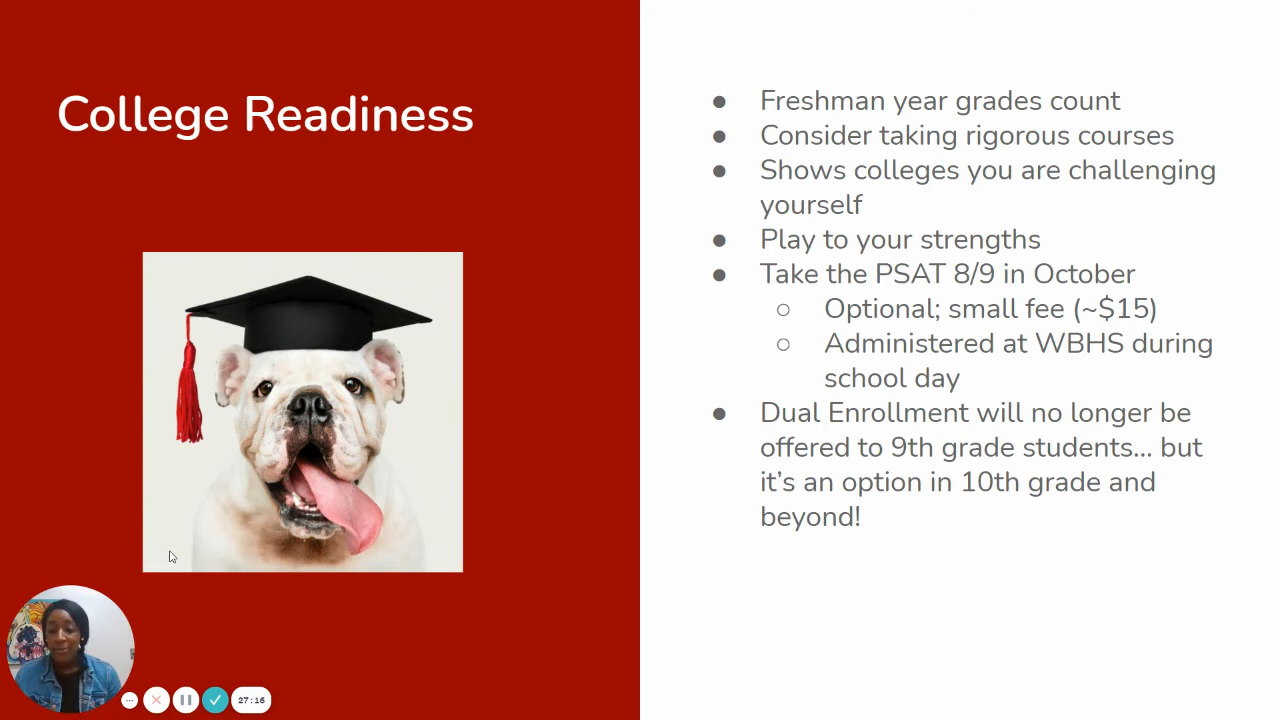 College Readiness
● Freshman year grades count
● Consider taking rigorous courses
● Shows colleges you are challenging
yourself
● Play to your strengths
● Take the PSAT 8/9 in October
○ Optional; small fee (~$15)
○ Administered at WBHS during
school day
● Dual Enrollment will no longer be
offered to 9th grade students... but
it's an option in 10th grade and
beyond!
27:16